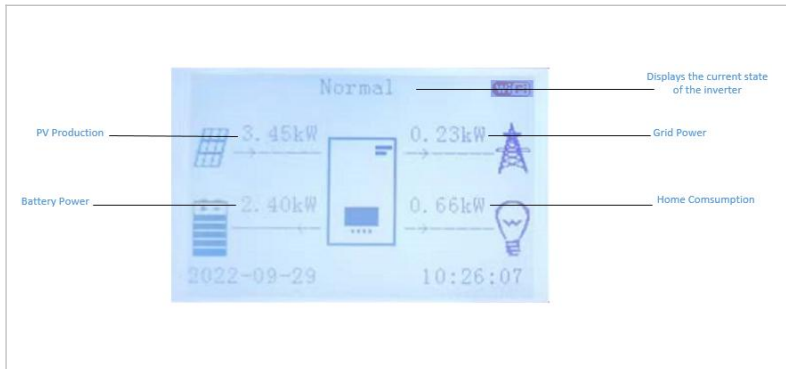 Normal
WiFi
Displays the current state
of the inverter
PV Production
3.45kW
0.23kW
Grid Power
Battery Power
2.40kW
0.66kW
Home Comsumption
2022-09-29
10:26:07